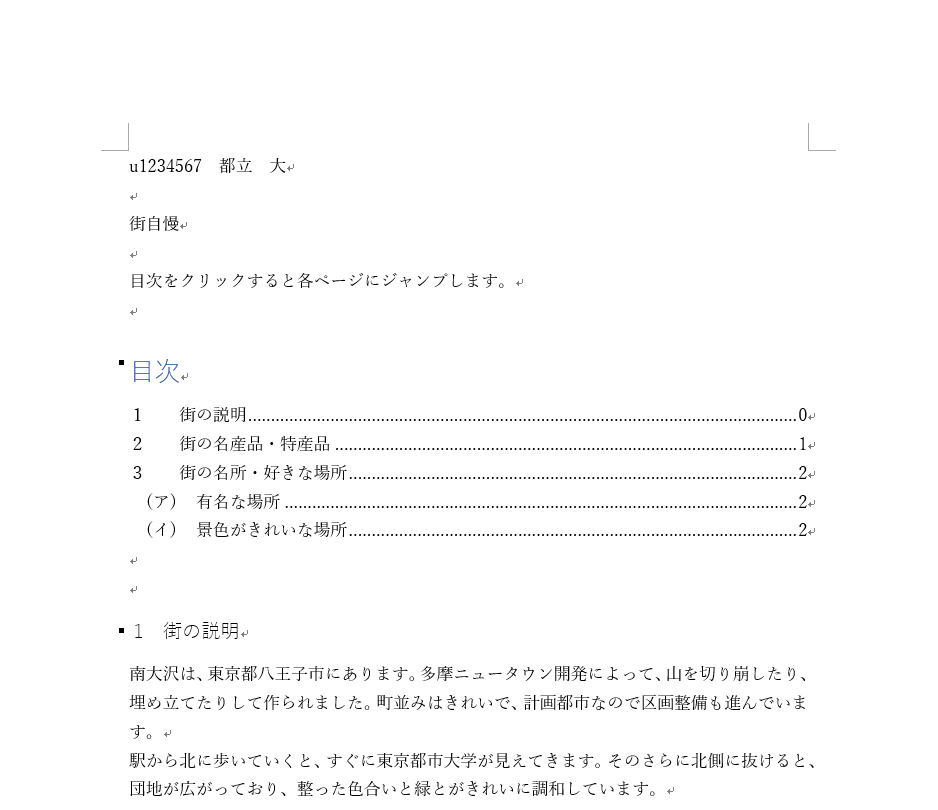 u1234567　都立　大
街自慢
目次をクリックすると各ページにジャンプします。
目次
1　　街の説明........................................................................0
2　　街の名産品・特産品........................................................................1
3　　街の名所・好きな場所........................................................................2
（ア）　有名な場所........................................................................2
（イ）　景色がきれいな場所........................................................................2
1　街の説明
南大沢は、東京都八王子市にあります。多摩ニュータウン開発によって、山を切り崩したり、
埋め立てたりして作られました。町並みはきれいで、計画都市なので区画整備も進んでいま
す。
駅から北に歩いていくと、すぐに東京都市大学が見えてきます。そのさらに北側に抜けると、
団地が広がっており、整った色合いと緑とがきれいに調和しています。